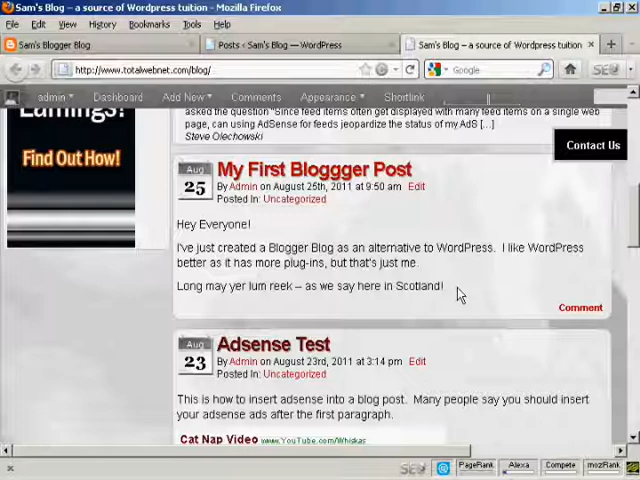 Sam's Blog – a source of Wordpress tuition - Mozilla Firefox
File Edit View History Bookmarks Tools Help
Sam's Blogger Blog
Posts ‹ Sam's Blog — WordPress
Sam's Blog – a source of Wordpress tuition
http://www.totalwebnet.com/blog/
Google
SEO
admin Dashboard Add New Comments Appearance Shortlink
Earnings?
Find Out How!
asked the question "Since feed items often get displayed with many feed items on a single web
page, can using AdSense for feeds jeopardize the status of my AdS [...]
Steve Olechowski
Contact Us
Aug
25
My First Bloggger Post
By Admin on August 25th, 2011 at 9:50 am Edit
Posted In: Uncategorized
Hey Everyone!
I've just created a Blogger Blog as an alternative to WordPress. I like WordPress
better as it has more plug-ins, but that's just me.
Long may yer lum reek – as we say here in Scotland!
Comment
Aug
23
Adsense Test
By Admin on August 23rd, 2011 at 3:14 pm Edit
Posted In: Uncategorized
This is how to insert adsense into a blog post. Many people say you should insert
your adsense ads after the first paragraph.
Cat Nap Video www.YouTube.com/Whiskas
SEO
PageRank Alexa Compete mozRank